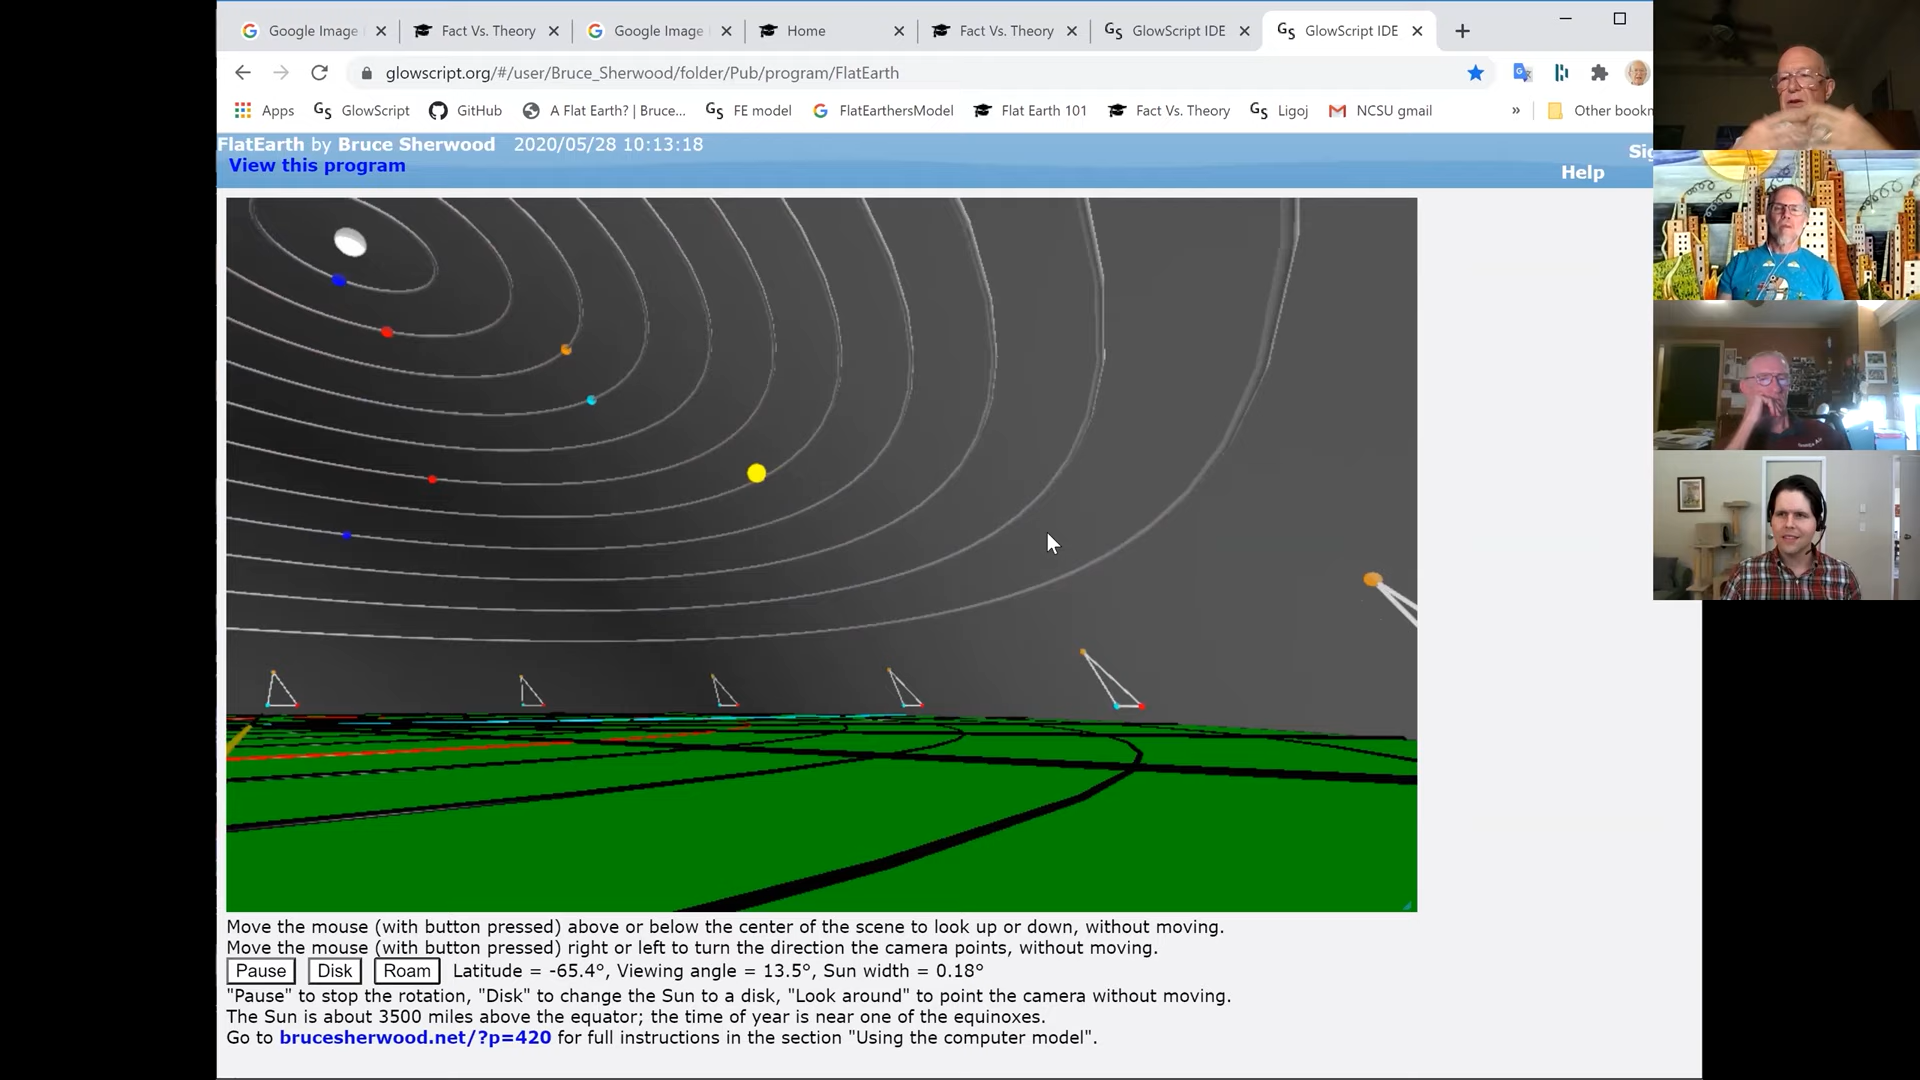 Google Image
Fact Vs. Theory
Google Image
Home
Fact Vs. Theory
GlowScript IDE
GlowScript IDE
glowscript.org/#/user/Bruce_Sherwood/folder/Pub/program/FlatEarth
Apps
GlowScript
GitHub
A Flat Earth? | Bruce...
FE model
FlatEarthersModel
Flat Earth 101
Fact Vs. Theory
Ligoj
NCSU gmail
»
Other bookn
FlatEarth by Bruce Sherwood 2020/05/28 10:13:18
Sig
View this program
Help
Move the mouse (with button pressed) above or below the center of the scene to look up or down, without moving.
Move the mouse (with button pressed) right or left to turn the direction the camera points, without moving.
Pause Disk Roam Latitude = -65.4°, Viewing angle = 13.5°, Sun width = 0.18°
"Pause" to stop the rotation, "Disk" to change the Sun to a disk, "Look around" to point the camera without moving.
The Sun is about 3500 miles above the equator; the time of year is near one of the equinoxes.
Go to brucesherwood.net/?p=420 for full instructions in the section "Using the computer model".